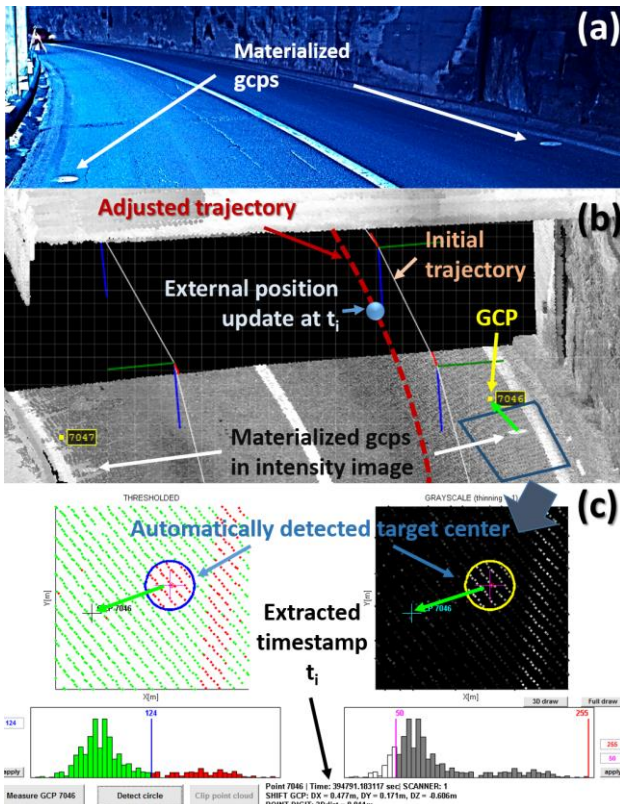 (a)
Materialized
gcps
(b)
Adjusted trajectory
Initial
trajectory
External position
update at ti
GCP
7046
7047
Materialized gcps
in intensity image
(c)
THRESHOLDED
GRAYSCALE (thinning
Automatically detected target center
Y[m]
7046
Y[m]
7046
Extracted
timestamp
ti
X[m]
X[m]
3D draw
Full draw
124
124
50
255
255
50
apply
apply
Measure GCP 7046
Detect circle
Clip point cloud
Point 7046 | Time: 394791.183117 sec| SCANNER: 1
SHIFT GCP: DX = 0.477m, DY = 0.171m, DZ = -0.606m